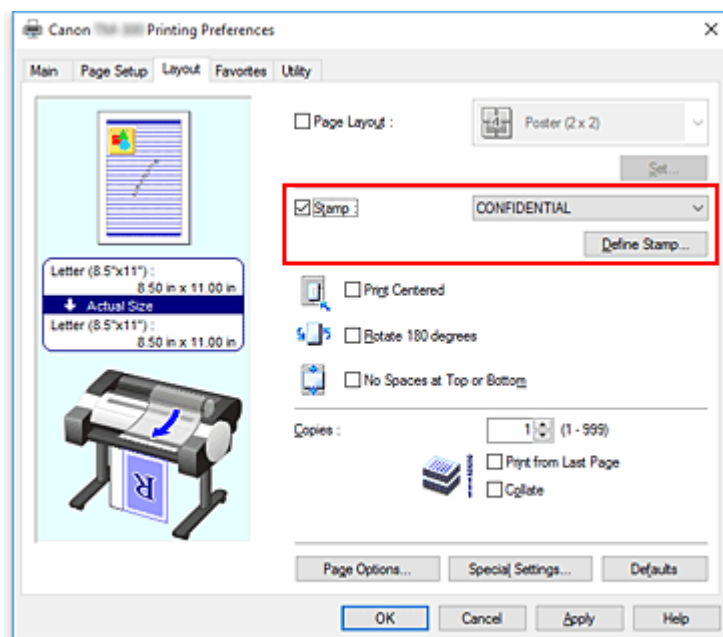 Canon Printing Preferences
Main Page Setup Layout Favorites Utility
Page Layout :
Poster (2 x 2)
Set...
Stamp :
CONFIDENTIAL
Define Stamp...
Letter (8.5"x11") :
8.50 in x 11.00 in
Actual Size
Letter (8.5"x11") :
8.50 in x 11.00 in
Print Centered
Rotate 180 degrees
No Spaces at Top or Bottom
Copies :
1 (1 - 999)
Print from Last Page
Collate
Page Options... Special Settings... Defaults
OK Cancel Apply Help